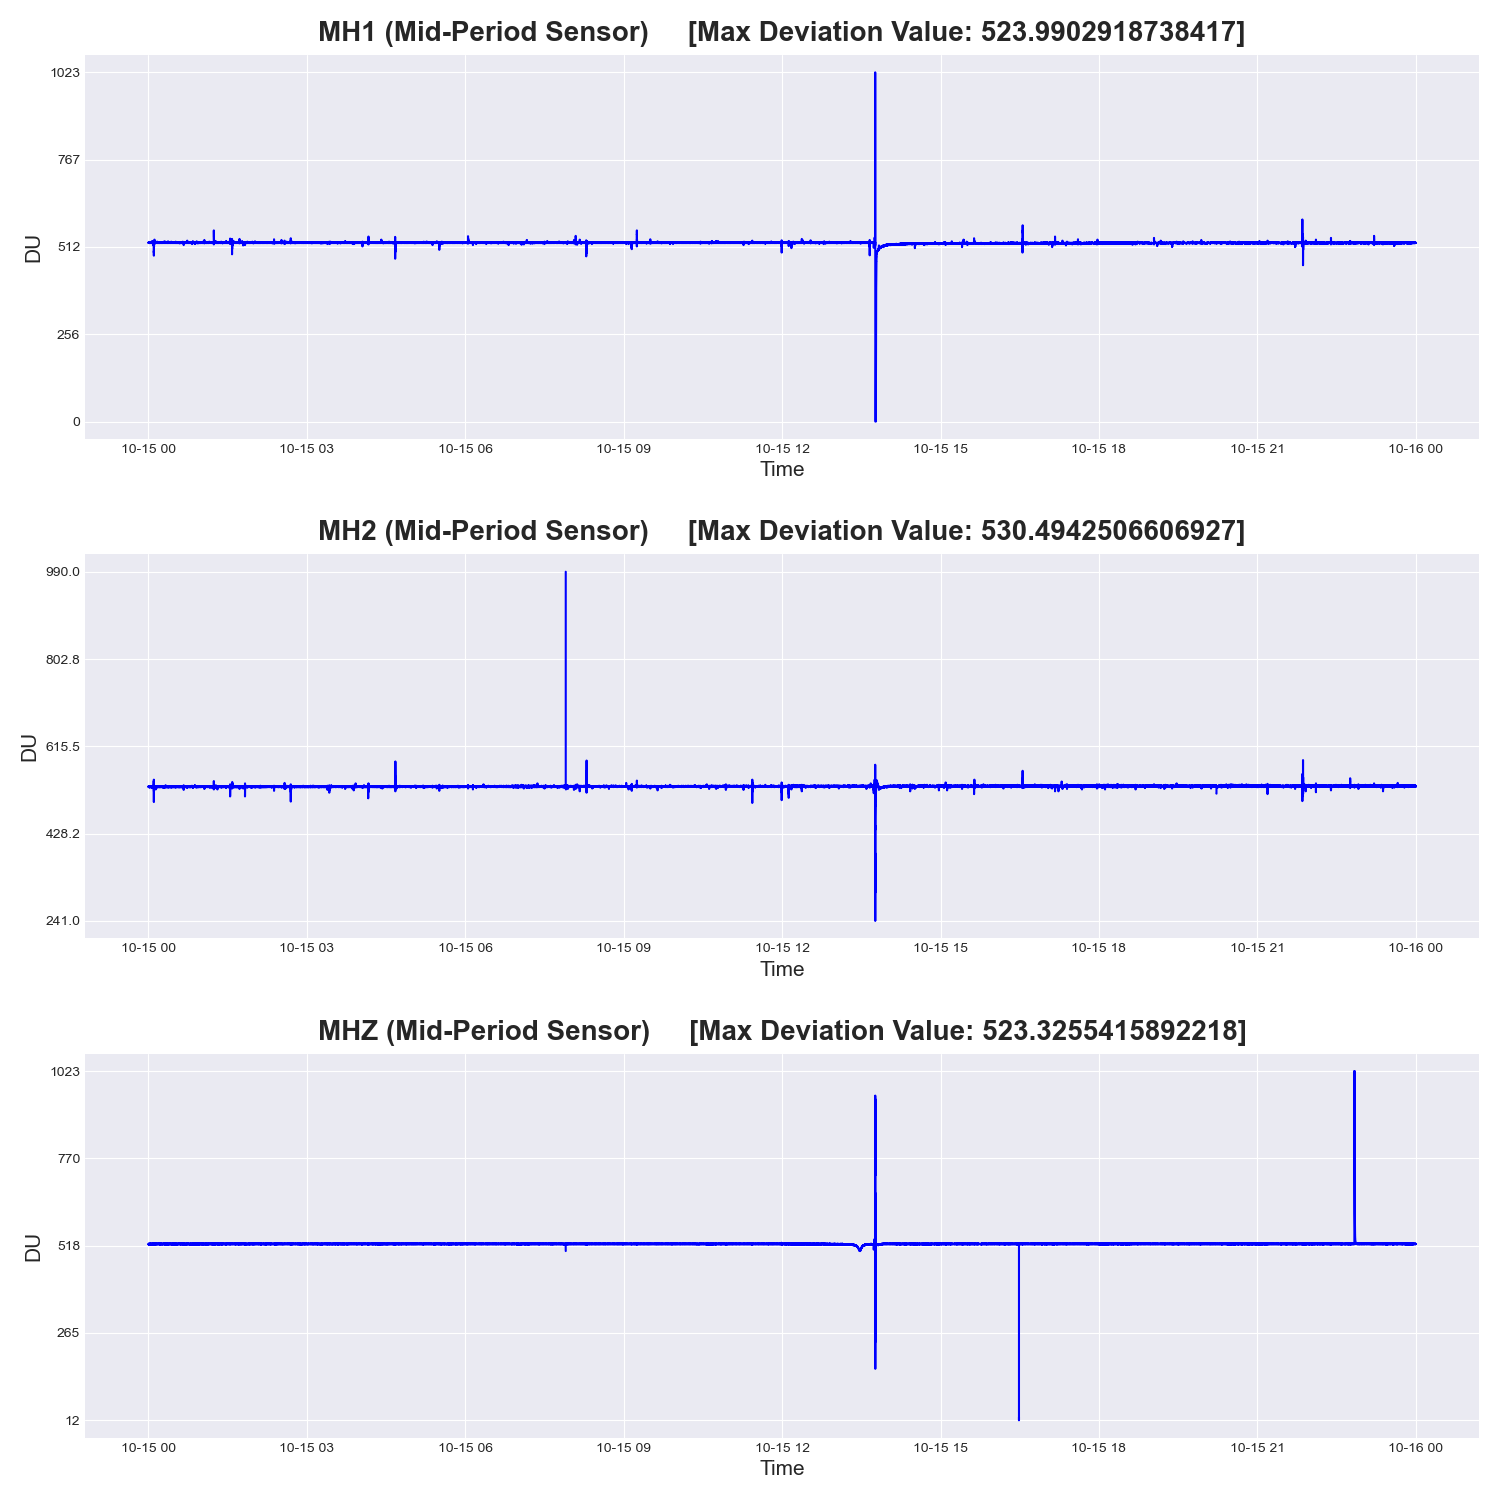 MH1 (Mid-Period Sensor) [Max Deviation Value: 523.9902918738417]
1023
767
512
256
0
DU
10-15 00 10-15 03 10-15 06 10-15 09 10-15 12 10-15 15 10-15 18 10-15 21 10-16 00
Time
MH2 (Mid-Period Sensor) [Max Deviation Value: 530.4942506606927]
990.0
802.8
615.5
428.2
241.0
DU
10-15 00 10-15 03 10-15 06 10-15 09 10-15 12 10-15 15 10-15 18 10-15 21 10-16 00
Time
MHZ (Mid-Period Sensor) [Max Deviation Value: 523.3255415892218]
1023
770
518
265
12
DU
10-15 00 10-15 03 10-15 06 10-15 09 10-15 12 10-15 15 10-15 18 10-15 21 10-16 00
Time